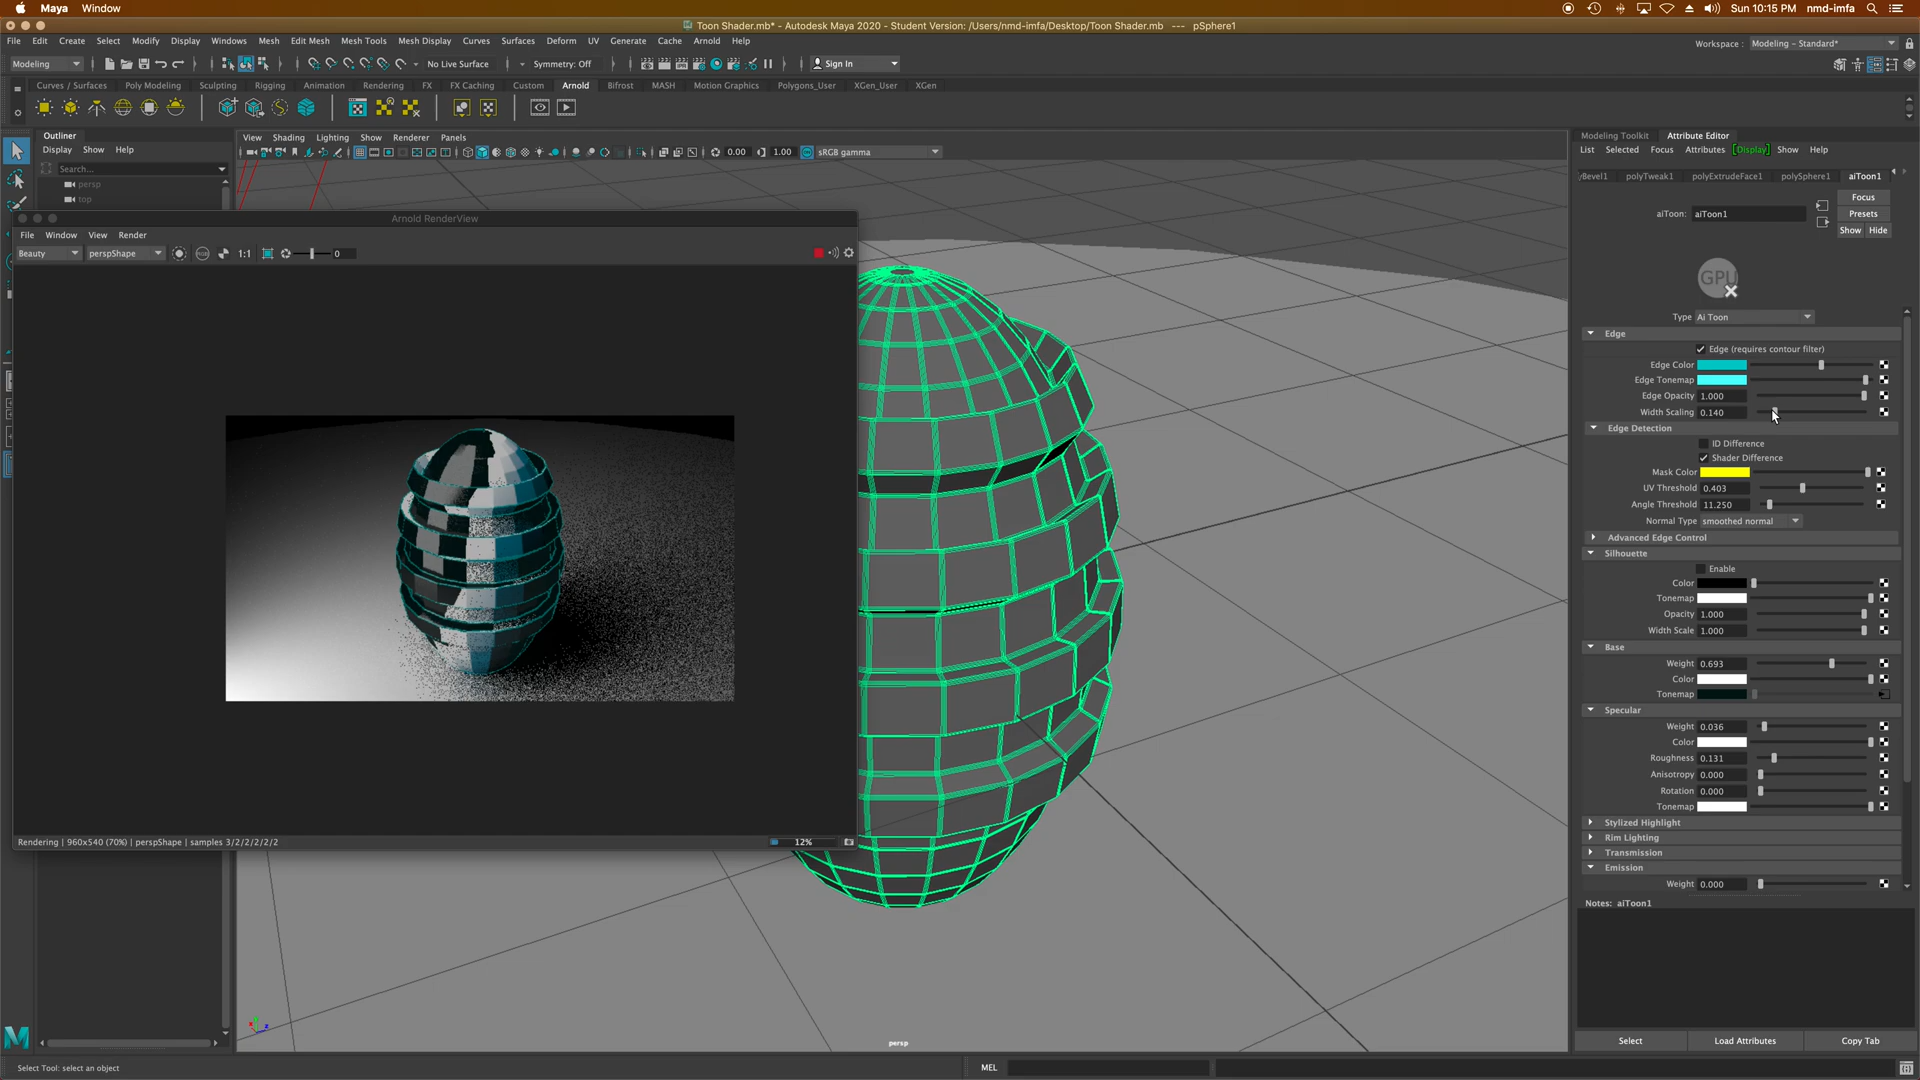 Maya Window
Sun 10:15 PM nmd-imfa
Toon Shader.mb* - Autodesk Maya 2020 - Student Version: /Users/nmd-imfa/Desktop/Toon Shader.mb --- pSphere1
File Edit Create Select Modify Display Windows Mesh Edit Mesh Mesh Tools Mesh Display Curves Surfaces Deform UV Generate Cache Arnold Help
Workspace : Modeling - Standard*
Modeling No Live Surface Symmetry: Off Sign In
Curves / Surfaces Poly Modeling Sculpting Rigging Animation Rendering FX FX Caching Custom Arnold Bifrost MASH Motion Graphics Polygons_User XGen_User XGen
Outliner
Display Show Help
Search...
persp
top
View Shading Lighting Show Renderer Panels
0.00 1.00 sRGB gamma
Arnold RenderView
File Window View Render
Beauty perspShape 1:1 0
Rendering | 960x540 (70%) | perspShape | samples 3/2/2/2/2/2
12%
persp
Modeling Toolkit Attribute Editor
List Selected Focus Attributes [Display] Show Help
yBevel1 polyTweak1 polyExtrudeFace1 polySphere1 aiToon1
Focus
aiToon: aiToon1 Presets
Show Hide
GPU
Type Ai Toon
Edge
Edge (requires contour filter)
Edge Color
Edge Tonemap
Edge Opacity 1.000
Width Scaling 0.140
Edge Detection
ID Difference
Shader Difference
Mask Color
UV Threshold 0.403
Angle Threshold 11.250
Normal Type smoothed normal
Advanced Edge Control
Silhouette
Enable
Color
Tonemap
Opacity 1.000
Width Scale 1.000
Base
Weight 0.693
Color
Tonemap
Specular
Weight 0.036
Color
Roughness 0.131
Anisotropy 0.000
Rotation 0.000
Tonemap
Stylized Highlight
Rim Lighting
Transmission
Emission
Weight 0.000
Notes: aiToon1
Select Load Attributes Copy Tab
Select Tool: select an object
MEL